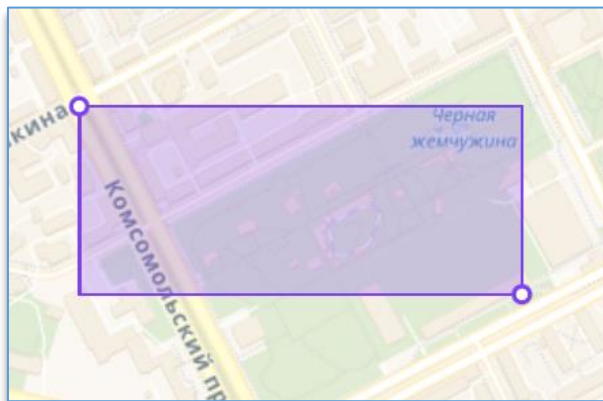 Черная
жемчужина
кина
Комсомольский пр